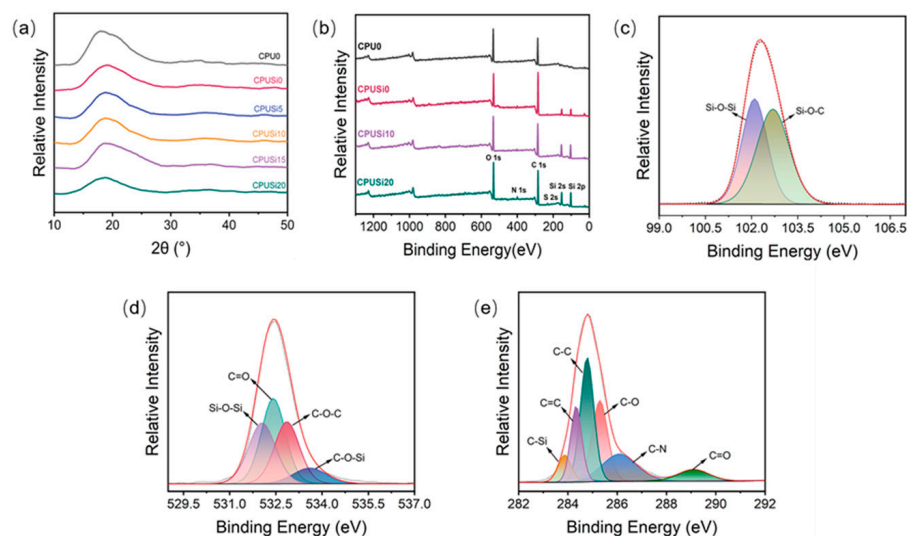 (a)
Relative Intensity
CPU0
CPUSi0
CPUSi5
CPUSi10
CPUSi15
CPUSi20
10 20 30 40 50
2θ (°)
(b)
Relative Intensity
CPU0
CPUSi0
CPUSi10
O 1s
C 1s
CPUSi20
N 1s
S 2s
Si 2s
Si 2p
1200 1000 800 600 400 200 0
Binding Energy(eV)
(c)
Relative Intensity
Si-O-Si
Si-O-C
99.0 100.5 102.0 103.5 105.0 106.5
Binding Energy (eV)
(d)
Relative Intensity
C=O
Si-O-Si
C-O-C
C-O-Si
529.5 531.0 532.5 534.0 535.5 537.0
Binding Energy (eV)
(e)
Relative Intensity
C-C
C=C
C-O
C-Si
C-N
C=O
282 284 286 288 290 292
Binding Energy (eV)